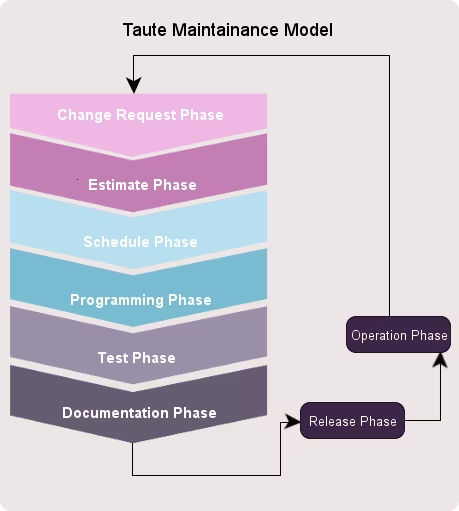 Taute Maintainance Model
Change Request Phase
Estimate Phase
Schedule Phase
Programming Phase
Test Phase
Documentation Phase
Release Phase
Operation Phase